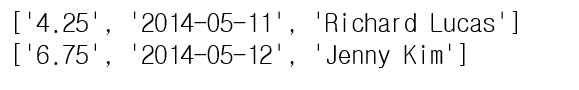 ['4.25', '2014-05-11', 'Richard Lucas']
['6.75', '2014-05-12', 'Jenny Kim']